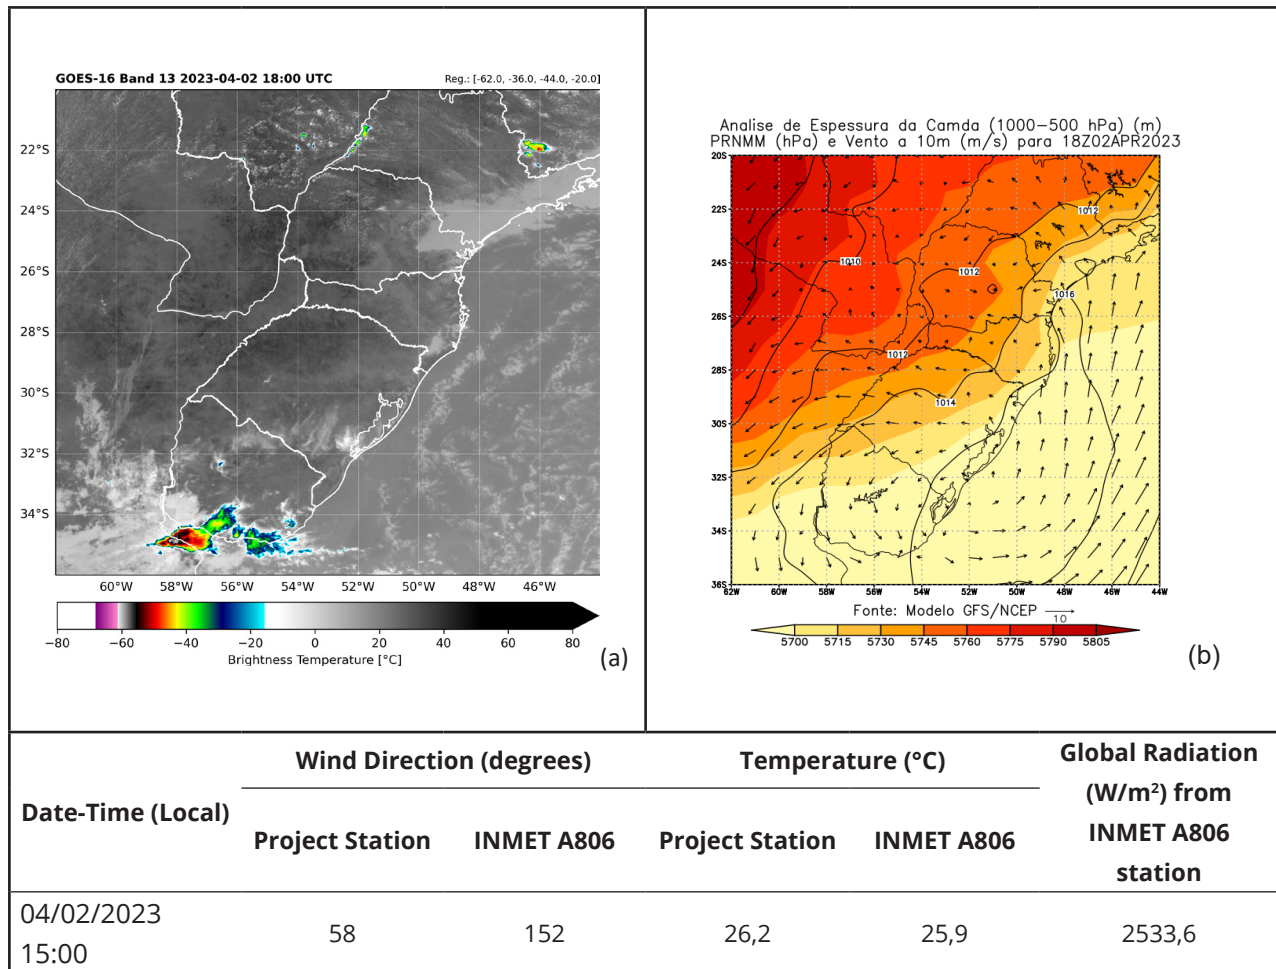 GOES-16 Band 13 2023-04-02 18:00 UTC
Reg.: [-62.0, -36.0, -44.0, -20.0]
22°S
24°S
26°S
28°S
30°S
32°S
34°S
60°W 58°W 56°W 54°W 52°W 50°W 48°W 46°W
−80 −60 −40 −20 0 20 40 60 80
Brightness Temperature [°C]
(a)
Analise de Espessura da Camda (1000−500 hPa) (m)
PRNMM (hPa) e Vento a 10m (m/s) para 18Z02APR2023
20S
22S
24S
26S
28S
30S
32S
34S
36S
1012
1010
1012
1016
1012
1014
62W 60W 58W 56W 54W 52W 50W 48W 46W 44W
Fonte: Modelo GFS/NCEP
10
5700 5715 5730 5745 5760 5775 5790 5805
(b)
Date-Time (Local)
Wind Direction (degrees)
Temperature (°C)
Global Radiation
(W/m²) from
INMET A806
station
Project Station INMET A806 Project Station INMET A806
04/02/2023
15:00
58 152 26,2 25,9 2533,6